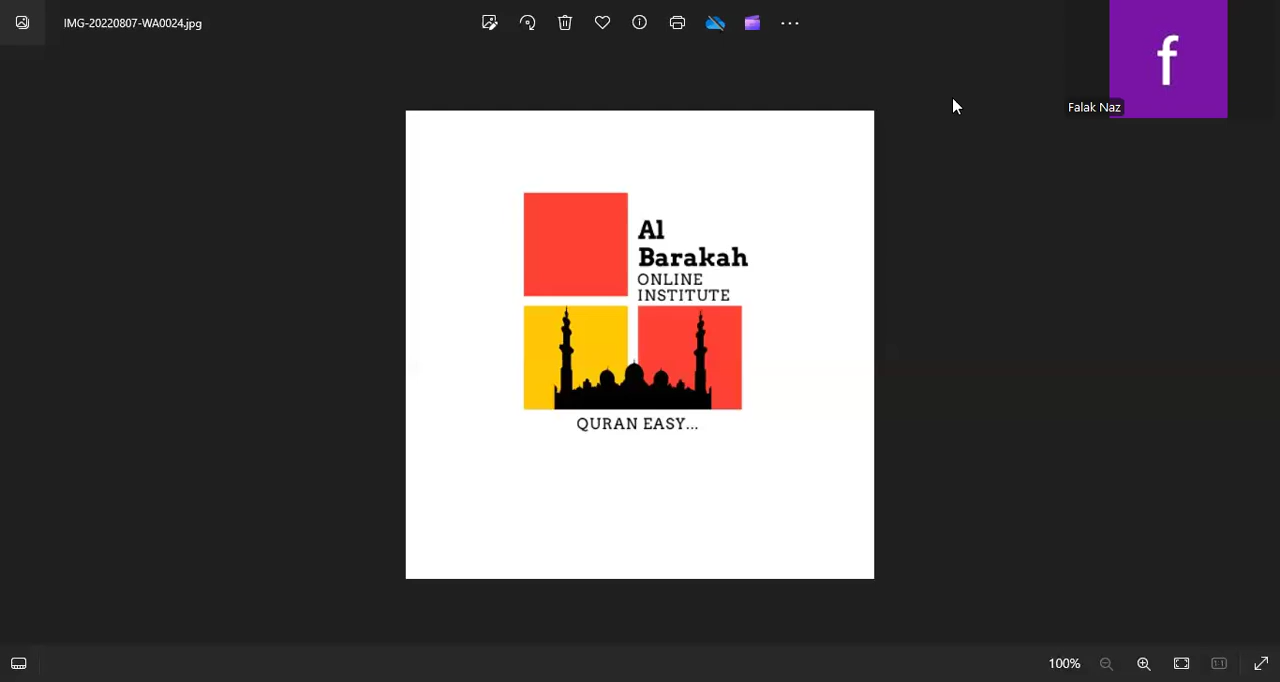 IMG-20220807-WA0024.jpg
f
Falak Naz
Al
Barakah
ONLINE
INSTITUTE
QURAN EASY...
100%